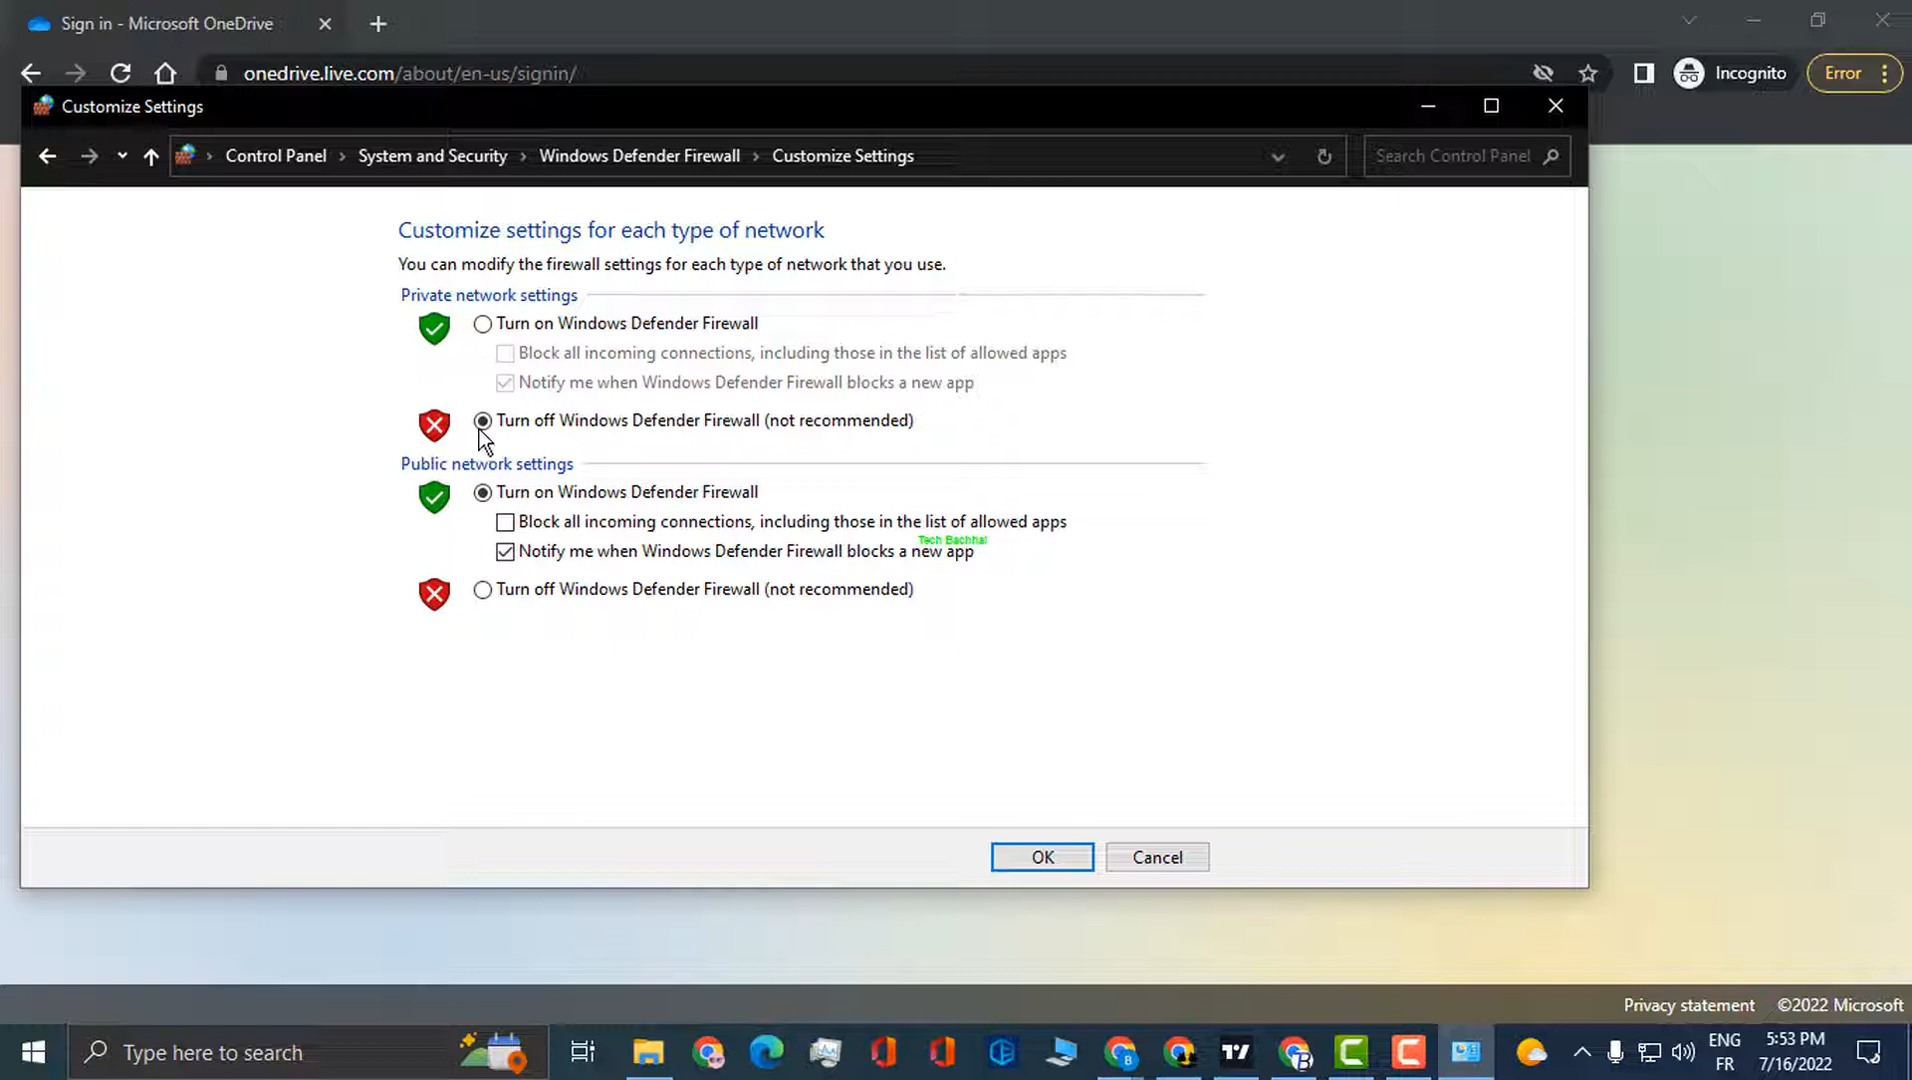 Sign in - Microsoft OneDrive
onedrive.live.com/about/en-us/signin/
Incognito
Error
Customize Settings
Control Panel
System and Security
Windows Defender Firewall
Customize Settings
Search Control Panel
Customize settings for each type of network
You can modify the firewall settings for each type of network that you use.
Private network settings
Turn on Windows Defender Firewall
Block all incoming connections, including those in the list of allowed apps
Notify me when Windows Defender Firewall blocks a new app
Turn off Windows Defender Firewall (not recommended)
Public network settings
Turn on Windows Defender Firewall
Block all incoming connections, including those in the list of allowed apps
Tech Bachhal
Notify me when Windows Defender Firewall blocks a new app
Turn off Windows Defender Firewall (not recommended)
OK
Cancel
Privacy statement
©2022 Microsoft
Type here to search
ENG
FR
5:53 PM
7/16/2022